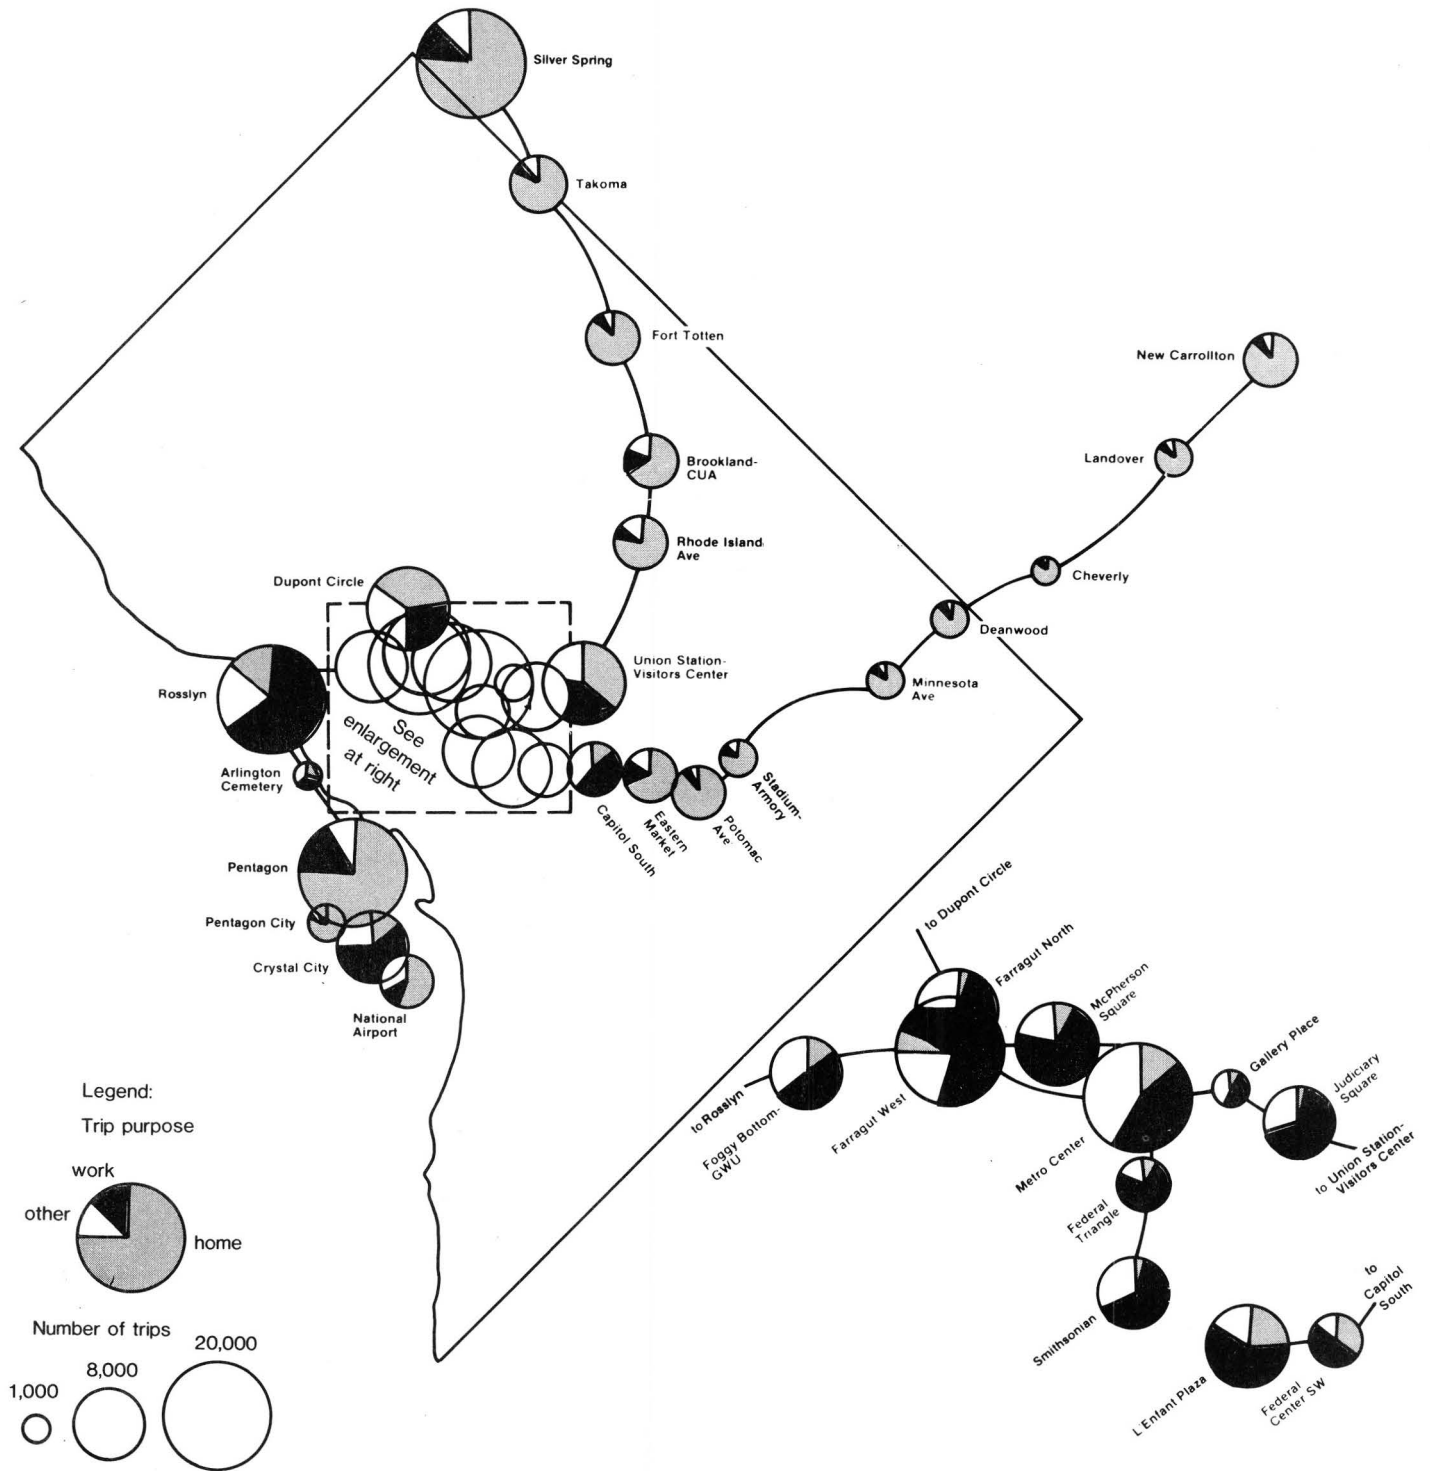 Silver Spring
Takoma
Fort Totten
New Carrollton
Landover
Brookland-
CUA
Rhode Island
Ave
Cheverly
Dupont Circle
Deanwood
Union Station-
Visitors Center
Rosslyn
Minnesota
Ave
See
enlargement
at right
Arlington
Cemetery
Stadium-
Armory
Potomac
Ave
Eastern
Market
Capitol South
Pentagon
Pentagon City
Crystal City
National
Airport
to Dupont Circle
Farragut North
McPherson
Square
Gallery Place
Judiciary
Square
to Union Station-
Visitors Center
to Rosslyn
Foggy Bottom-
GWU
Farragut West
Metro Center
Federal
Triangle
Smithsonian
to
Capitol
South
L'Enfant Plaza
Federal
Center SW
Legend:
Trip purpose
work
other
home
Number of trips
20,000
8,000
1,000